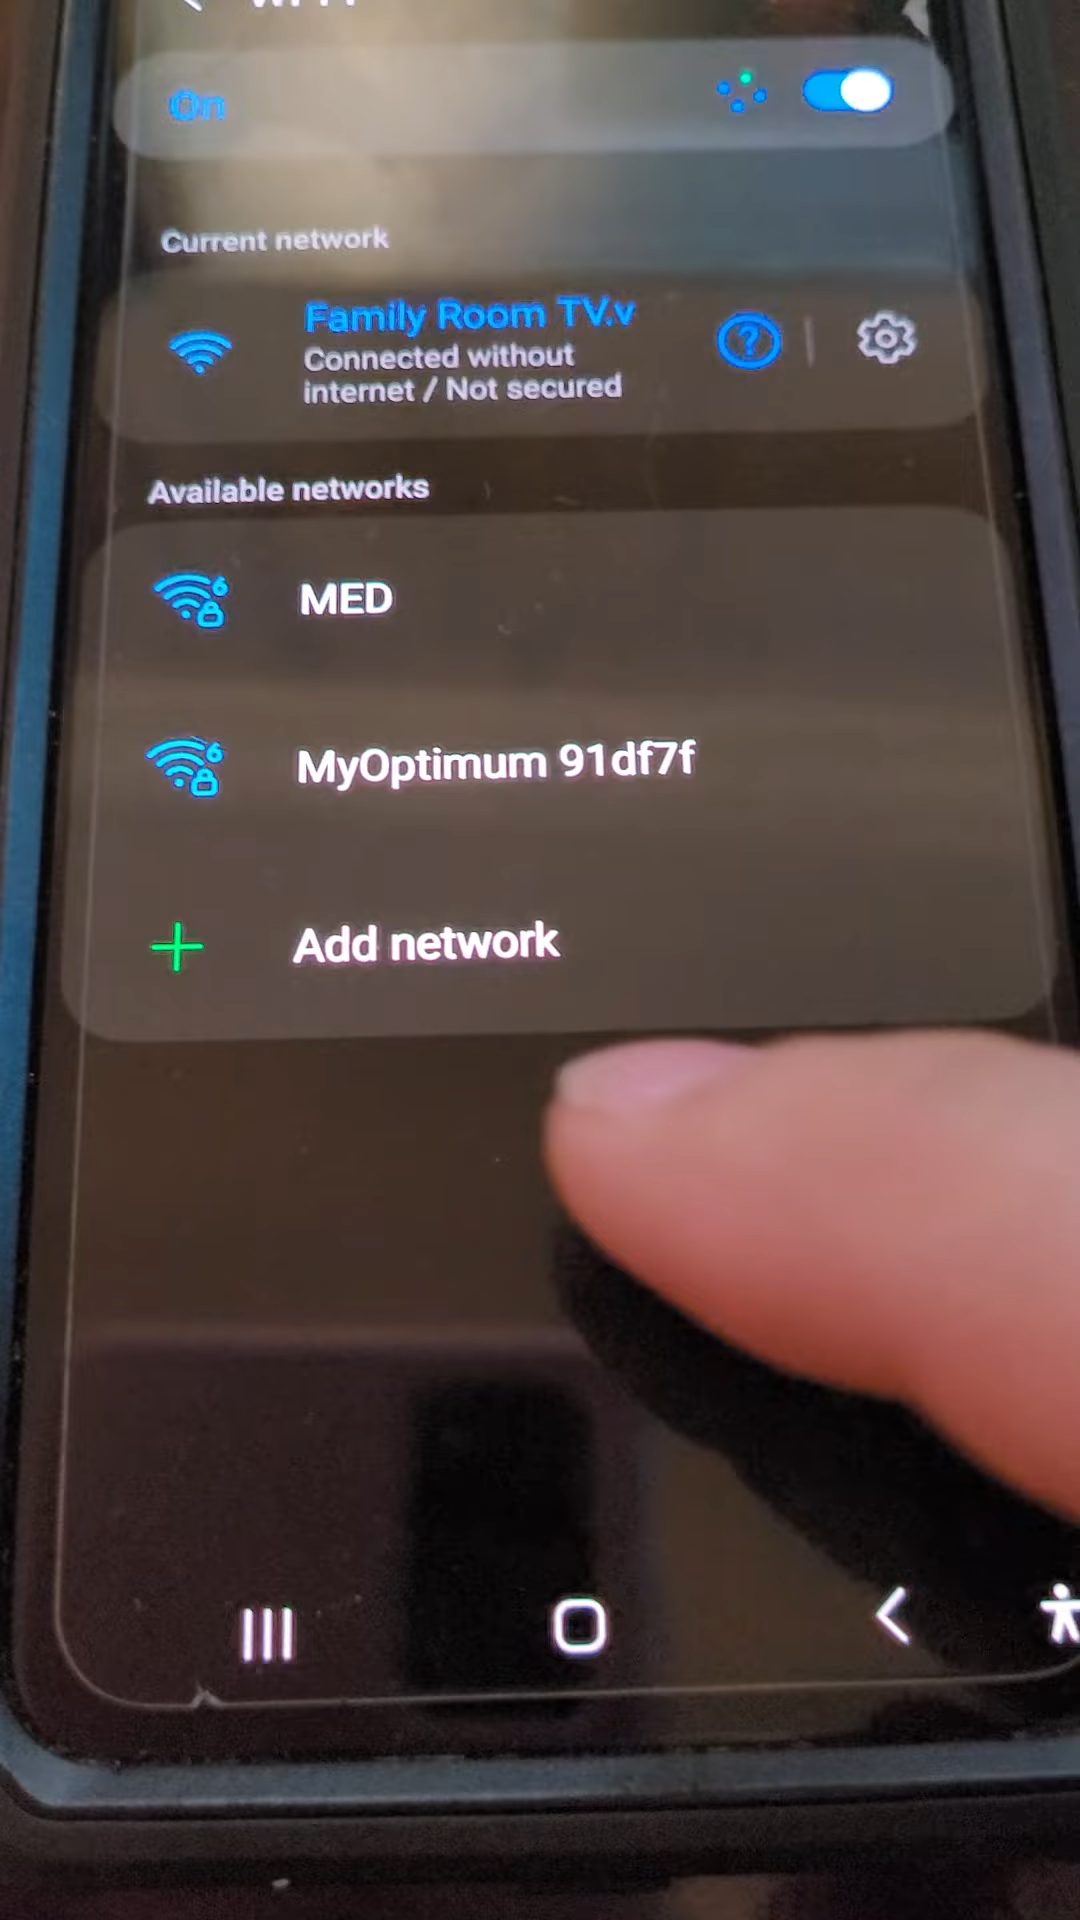 On
Current network
Family Room TV.v
Connected without
internet / Not secured
Available networks
MED
MyOptimum 91df7f
Add network